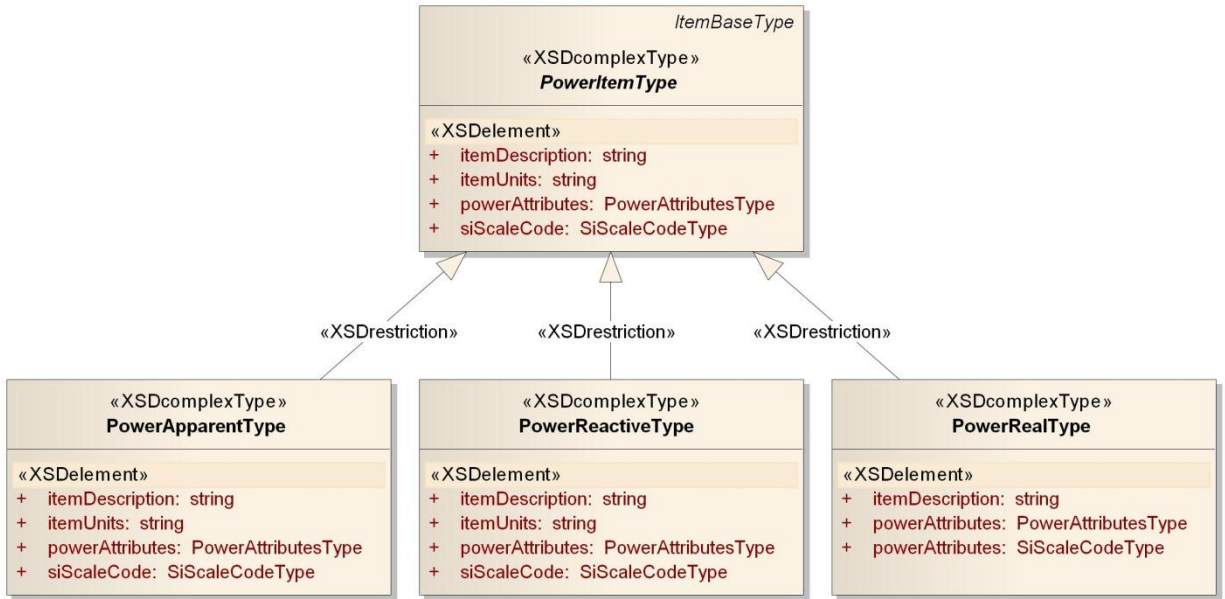 ItemBaseType
«XSDcomplexType»
PowerItemType
«XSDelement»
+ itemDescription: string
+ itemUnits: string
+ powerAttributes: PowerAttributesType
+ siScaleCode: SiScaleCodeType
«XSDrestriction»
«XSDrestriction»
«XSDrestriction»
«XSDcomplexType»
PowerApparentType
«XSDelement»
+ itemDescription: string
+ itemUnits: string
+ powerAttributes: PowerAttributesType
+ siScaleCode: SiScaleCodeType
«XSDcomplexType»
PowerReactiveType
«XSDelement»
+ itemDescription: string
+ itemUnits: string
+ powerAttributes: PowerAttributesType
+ siScaleCode: SiScaleCodeType
«XSDcomplexType»
PowerRealType
«XSDelement»
+ itemDescription: string
+ powerAttributes: PowerAttributesType
+ powerAttributes: SiScaleCodeType